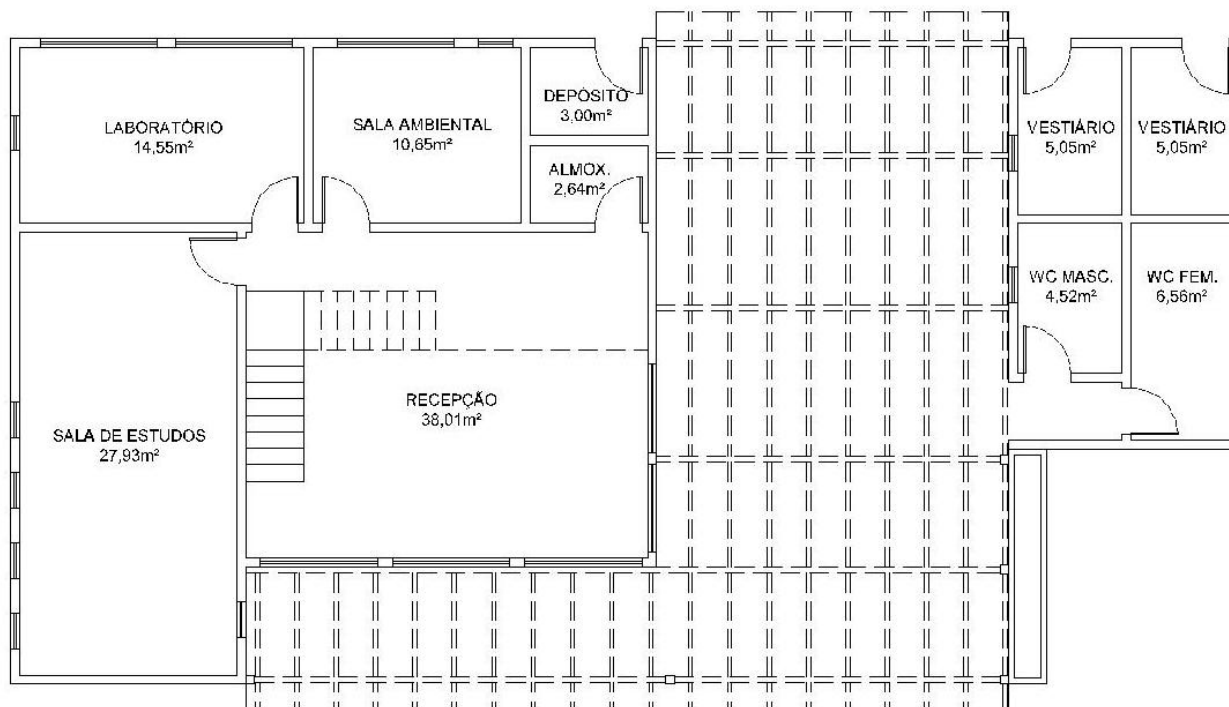 LABORATÓRIO
14,55m²
SALA AMBIENTAL
10,65m²
DEPÓSITO
3,00m²
ALMOX.
2,64m²
VESTIÁRIO
5,05m²
VESTIÁRIO
5,05m²
WC MASC.
4,52m²
WC FEM.
6,56m²
RECEPÇÃO
38,01m²
SALA DE ESTUDOS
27,93m²